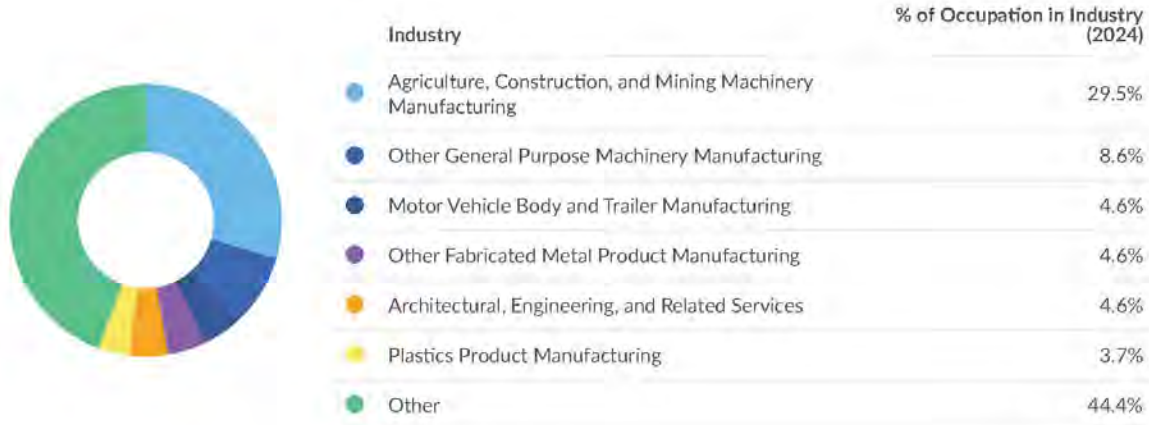 Industry
% of Occupation in Industry
(2024)
Agriculture, Construction, and Mining Machinery
Manufacturing
29.5%
Other General Purpose Machinery Manufacturing
8.6%
Motor Vehicle Body and Trailer Manufacturing
4.6%
Other Fabricated Metal Product Manufacturing
4.6%
Architectural, Engineering, and Related Services
4.6%
Plastics Product Manufacturing
3.7%
Other
44.4%